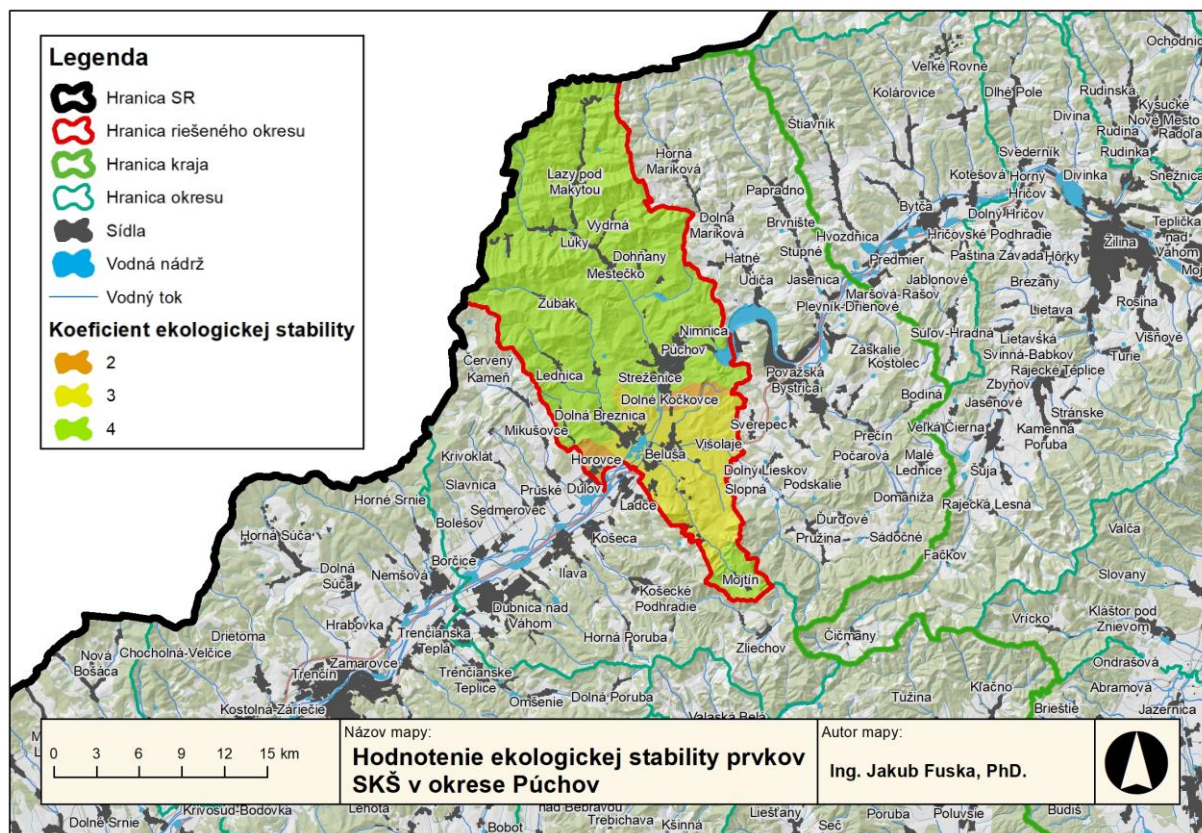 Legenda
Hranica SR
Hranica riešeného okresu
Hranica kraja
Hranica okresu
Sídla
Vodná nádrž
Vodný tok
Koeficient ekologickej stability
2
3
4
Ochodnic
Veľké Rovné
Kolárovice
Dlhé Pole
Rudinska
Kysucké
Nové Mesto
Divina
Rudina
Radoľa
Štiavnik
Svederník
Rudinka
Horná
Mariková
Lazy pod
Makytou
Kotešová
Horný
Hričov
Divinka
Snežnica
Papradno
Bytča
Vydrná
Dolná
Mariková
Brvnište
Dolný Hričov
Teplička
nad
Váhom
Hvozdnica
Hričovské Podhradie
Žilina
Lúky
Dohňany
Hatné
Stupné
Predmier
Paština Závada
Hôrky
Mestečko
Udiča
Jasenica
Jablonové
Brezany
Mo
Zubák
Maršová-Rašov
Rosina
Plevník-Drienové
Lietava
Nimnica
Súľov-Hradná
Lietavská
Svinná-Babkov
Višňové
Púchov
Záskalie
Turie
Červený
Kameň
Kostolec
Rajecké Teplice
Lednica
Streženice
Považská
Bystrica
Zbyňov
Bodiná
Jasenové
Stránske
Dolné Kočkovce
Dolná Breznica
Sverepec
Veľká Čierna
Kamenná
Poruba
Mikušovce
Prečín
Višolaje
Krivoklát
Horovce
Beluša
Počarová
Malé
Lednice
Šuja
Dolný Lieskov
Slavnica
Podskalie
Horné Srnie
Pruské
Dulov
Slopná
Domaniža
Rajecká Lesná
Sedmerovec
Ladce
Bolešov
Ďurďové
Valča
Horná Súča
Košeca
Pružina
Sádočné
Borčice
Fačkov
Dolná
Súča
Nemšová
Ilava
Mojtín
Slovany
Košecké
Podhradie
Dubnica nad
Váhom
Hrabovka
Vrícko
Kláštor pod
Znievom
Drietoma
Trenčianska
Teplá
Horná Poruba
Čičmany
Nová
Bošáca
Chocholná-Velčice
Zliechov
Zamarovce
Ondrašová
Trenčín
Trenčianske
Teplice
Kľačno
Abramová
Omšenie
Dolná Poruba
Tužina
Kostolná-Záriečie
Jazernica
Valaská Belá
Brieštie
0 3 6 9 12 15 km
Názov mapy:
Hodnotenie ekologickej stability prvkov
SKŠ v okrese Púchov
Autor mapy:
Ing. Jakub Fuska, PhD.
Krivosúd-Bodovka
Lehota
nad Bebravou
Liešťany
Poruba
Poluvsie
Budiš
Dolné Srnie
Bobot
Trebichava
Kšinná
Seč